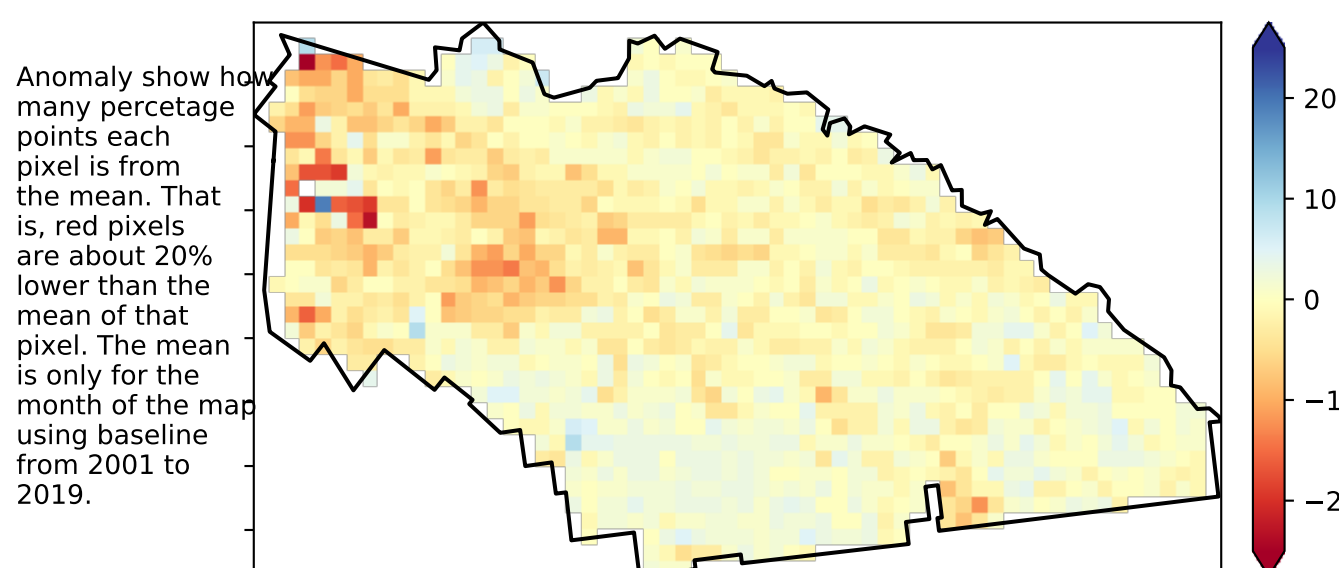 Anomaly show how
many percetage
points each
pixel is from
the mean. That
is, red pixels
are about 20%
lower than the
mean of that
pixel. The mean
is only for the
month of the map
using baseline
from 2001 to
2019.
20
10
0
−1
−2